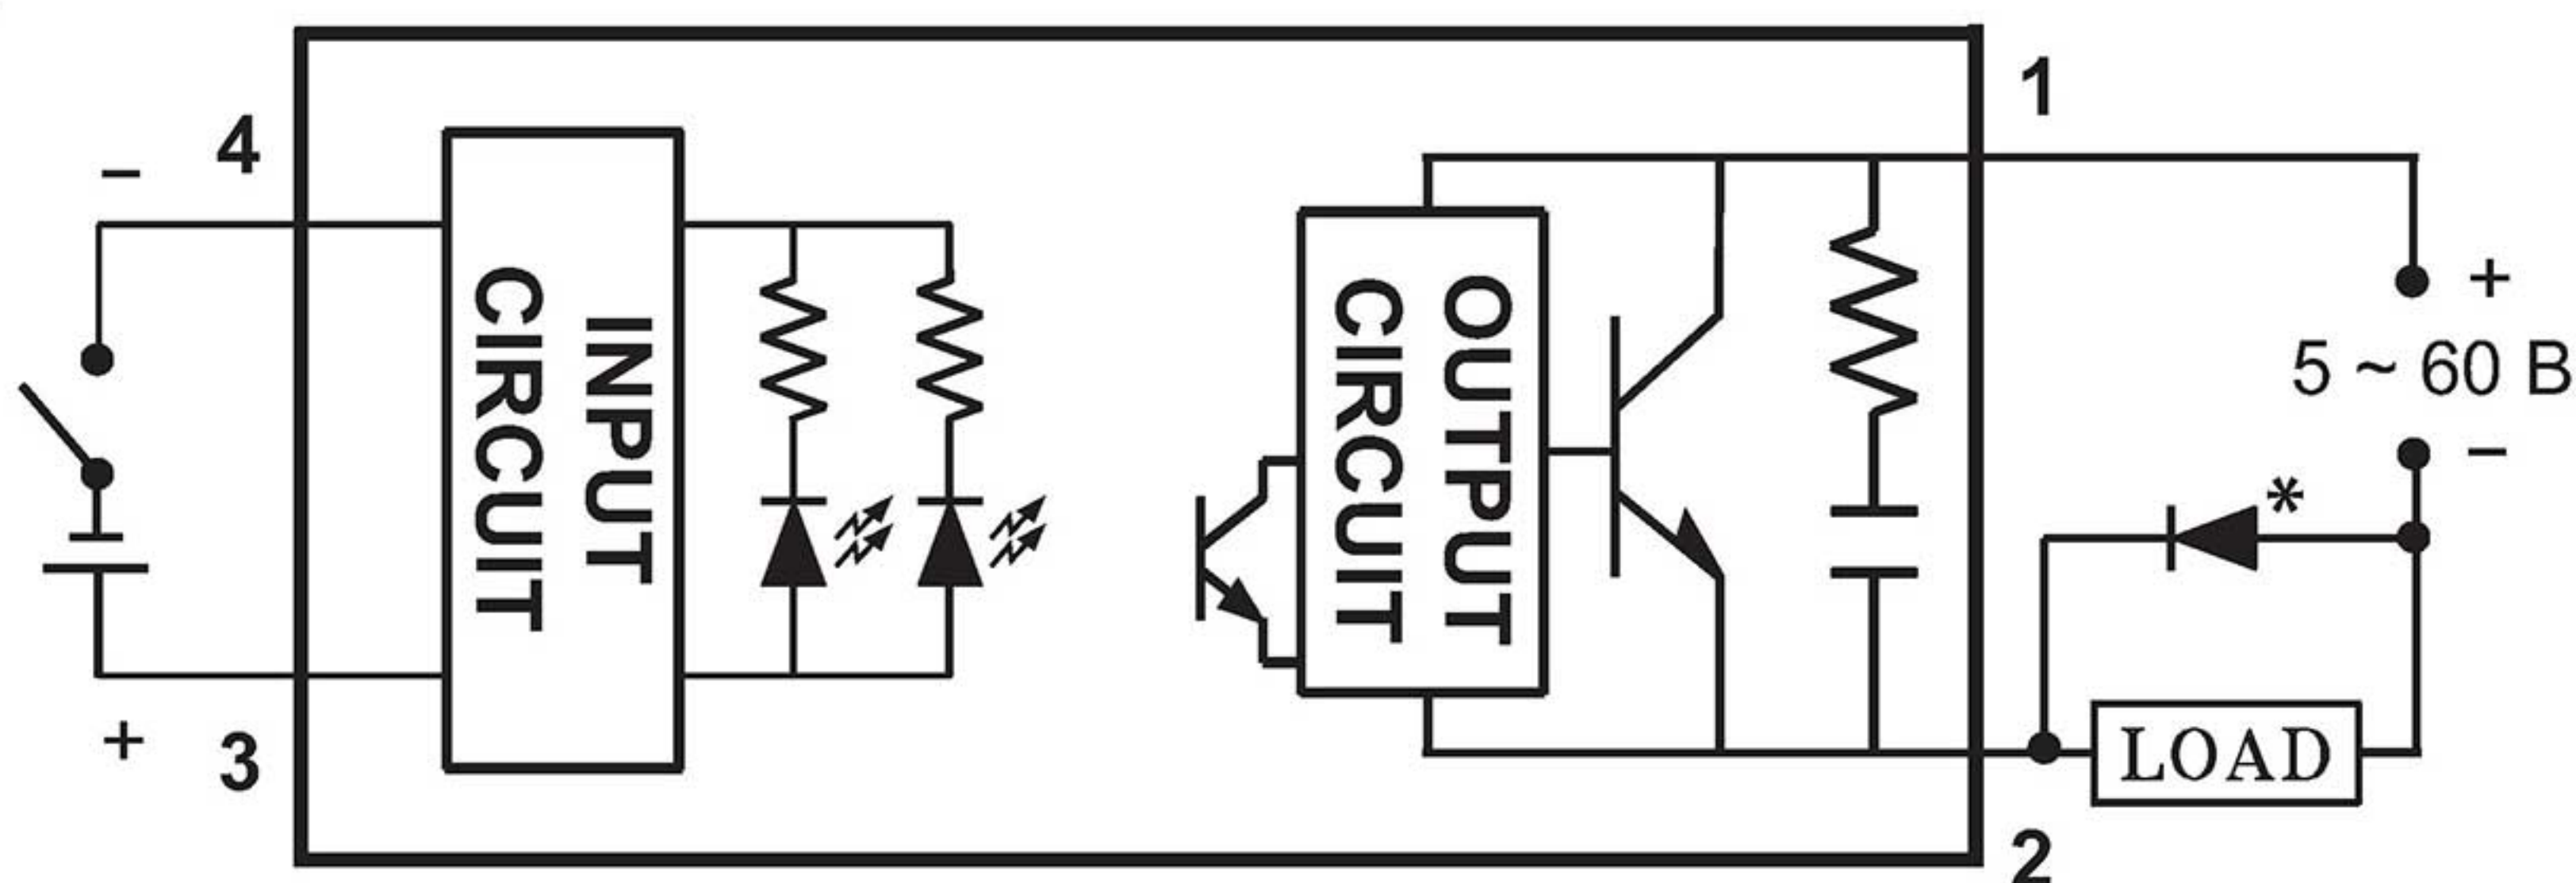 1
4
−
INPUT
CIRCUIT
OUTPUT
CIRCUIT
+
5 ~ 60 В
−
*
LOAD
+
3
2